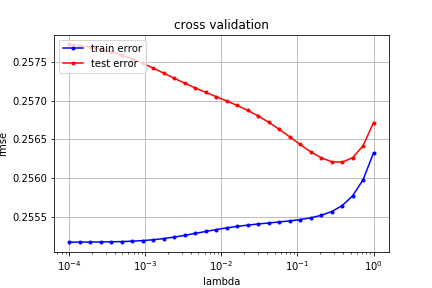 cross validation
train error
test error
0.2575
0.2570
0.2565
0.2560
0.2555
rmse
10⁻⁴
10⁻³
10⁻²
10⁻¹
10⁰
lambda